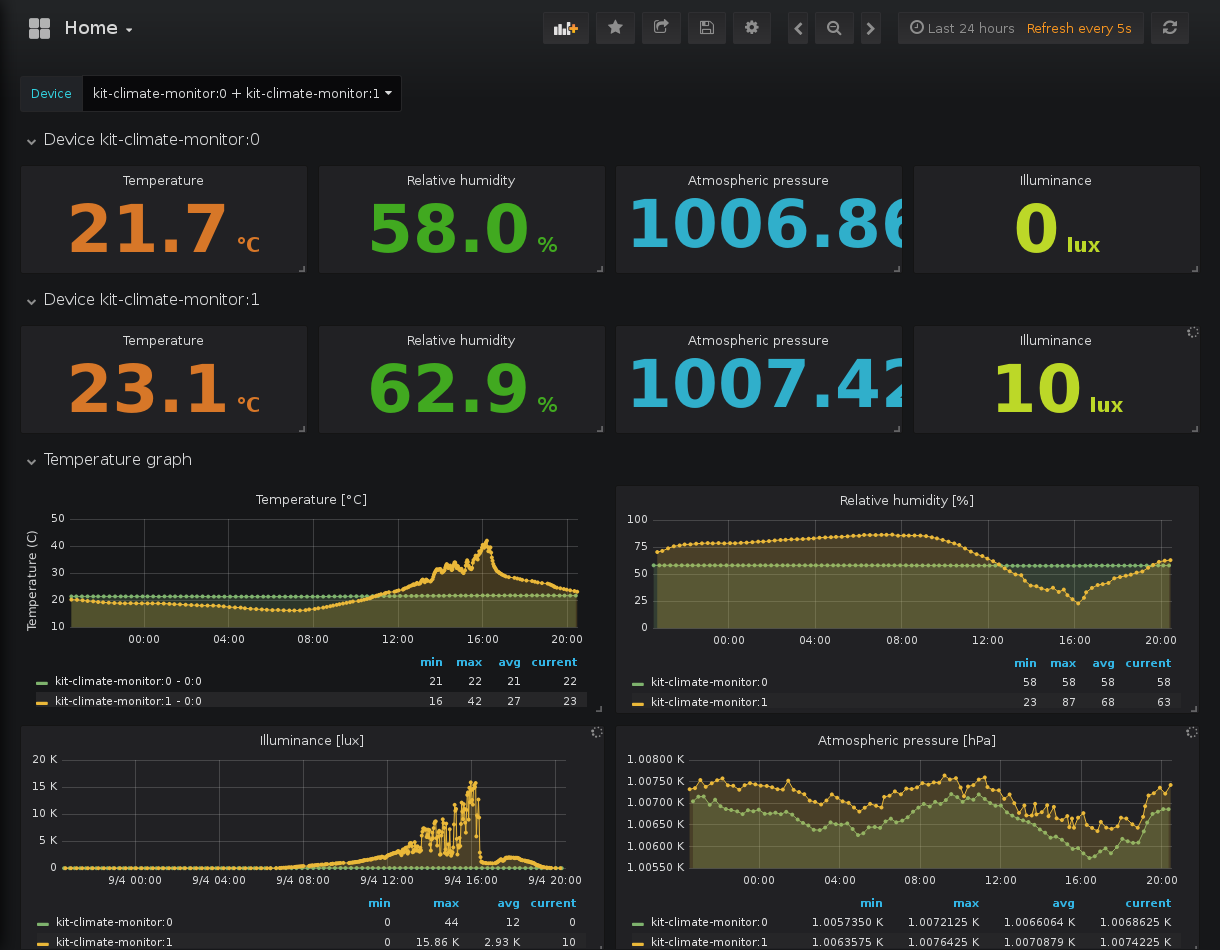 Home
Last 24 hours Refresh every 5s
Device kit-climate-monitor:0 + kit-climate-monitor:1
Device kit-climate-monitor:0
Temperature Relative humidity Atmospheric pressure Illuminance
21.7 °C 58.0 % 1006.86 0 lux
Device kit-climate-monitor:1
Temperature Relative humidity Atmospheric pressure Illuminance
23.1 °C 62.9 % 1007.42 10 lux
Temperature graph
Temperature [°C]
Temperature (C)
50
40
30
20
10
00:00 04:00 08:00 12:00 16:00 20:00
min max avg current
kit-climate-monitor:0 - 0:0 21 22 21 22
kit-climate-monitor:1 - 0:0 16 42 27 23
Relative humidity [%]
100
75
50
25
0
00:00 04:00 08:00 12:00 16:00 20:00
min max avg current
kit-climate-monitor:0 58 58 58 58
kit-climate-monitor:1 23 87 68 63
Illuminance [lux]
20 K
15 K
10 K
5 K
0
9/4 00:00 9/4 04:00 9/4 08:00 9/4 12:00 9/4 16:00 9/4 20:00
min max avg current
kit-climate-monitor:0 0 44 12 0
kit-climate-monitor:1 0 15.86 K 2.93 K 10
Atmospheric pressure [hPa]
1.00800 K
1.00750 K
1.00700 K
1.00650 K
1.00600 K
1.00550 K
00:00 04:00 08:00 12:00 16:00 20:00
min max avg current
kit-climate-monitor:0 1.0057350 K 1.0072125 K 1.0066064 K 1.0068625 K
kit-climate-monitor:1 1.0063575 K 1.0076425 K 1.0070879 K 1.0074225 K